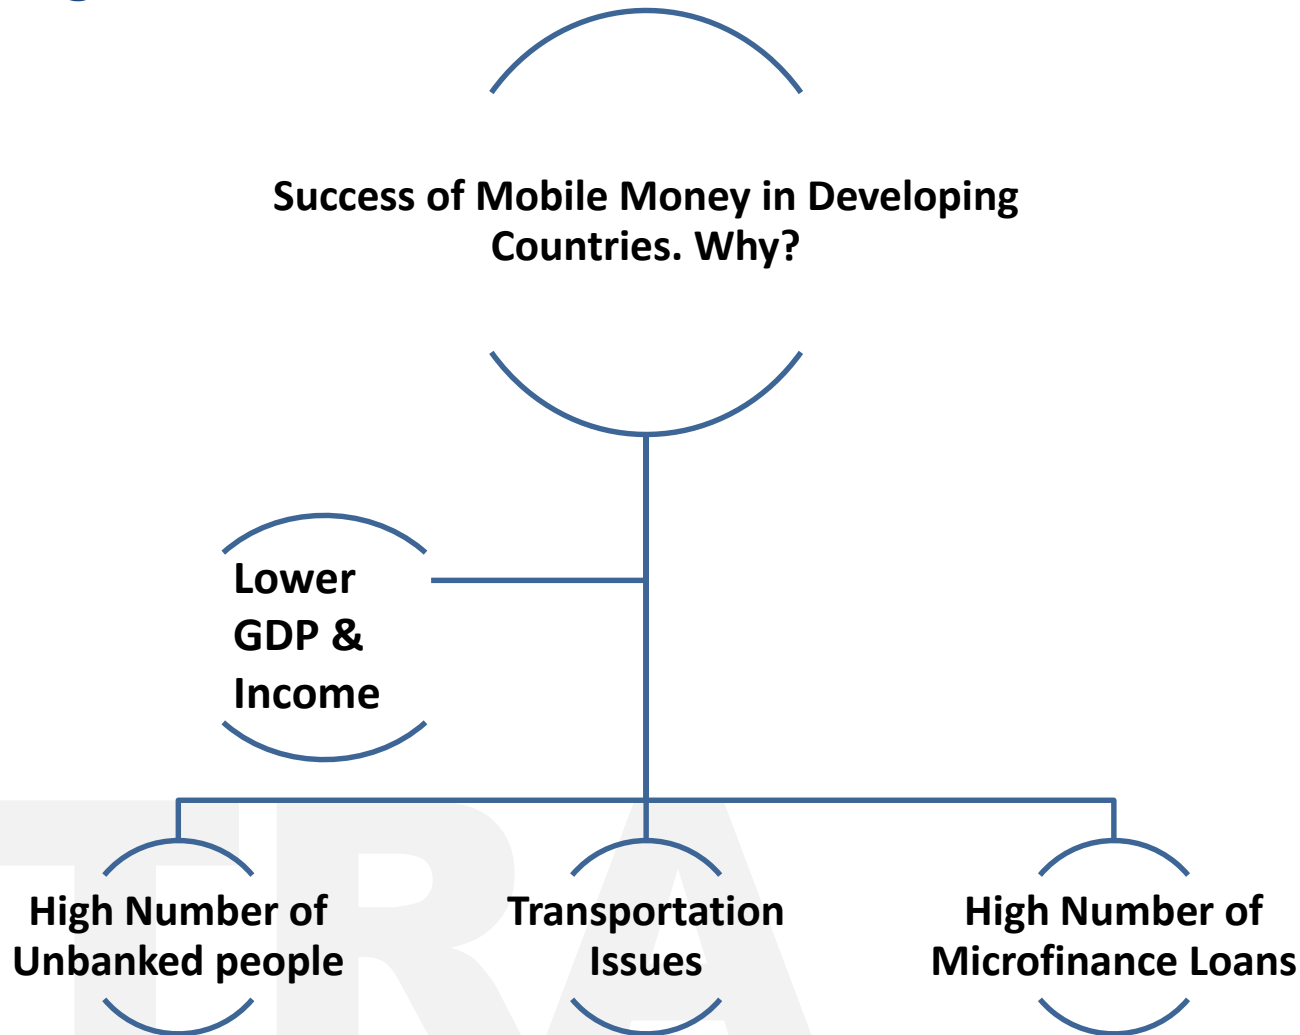 Success of Mobile Money in Developing
Countries. Why?
Lower
GDP &
Income
High Number of
Unbanked people
Transportation
Issues
High Number of
Microfinance Loans
TRA